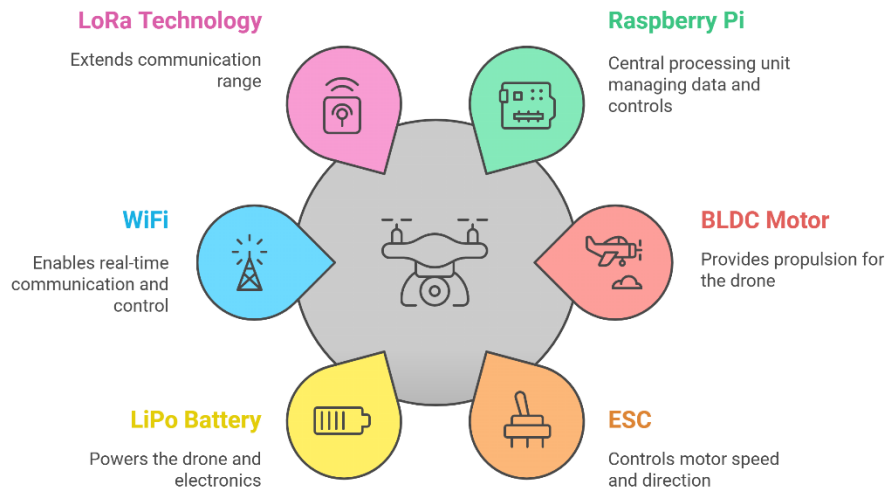 LoRa Technology
Extends communication
range
Raspberry Pi
Central processing unit
managing data and
controls
WiFi
Enables real-time
communication and
control
BLDC Motor
Provides propulsion for
the drone
LiPo Battery
Powers the drone and
electronics
ESC
Controls motor speed
and direction